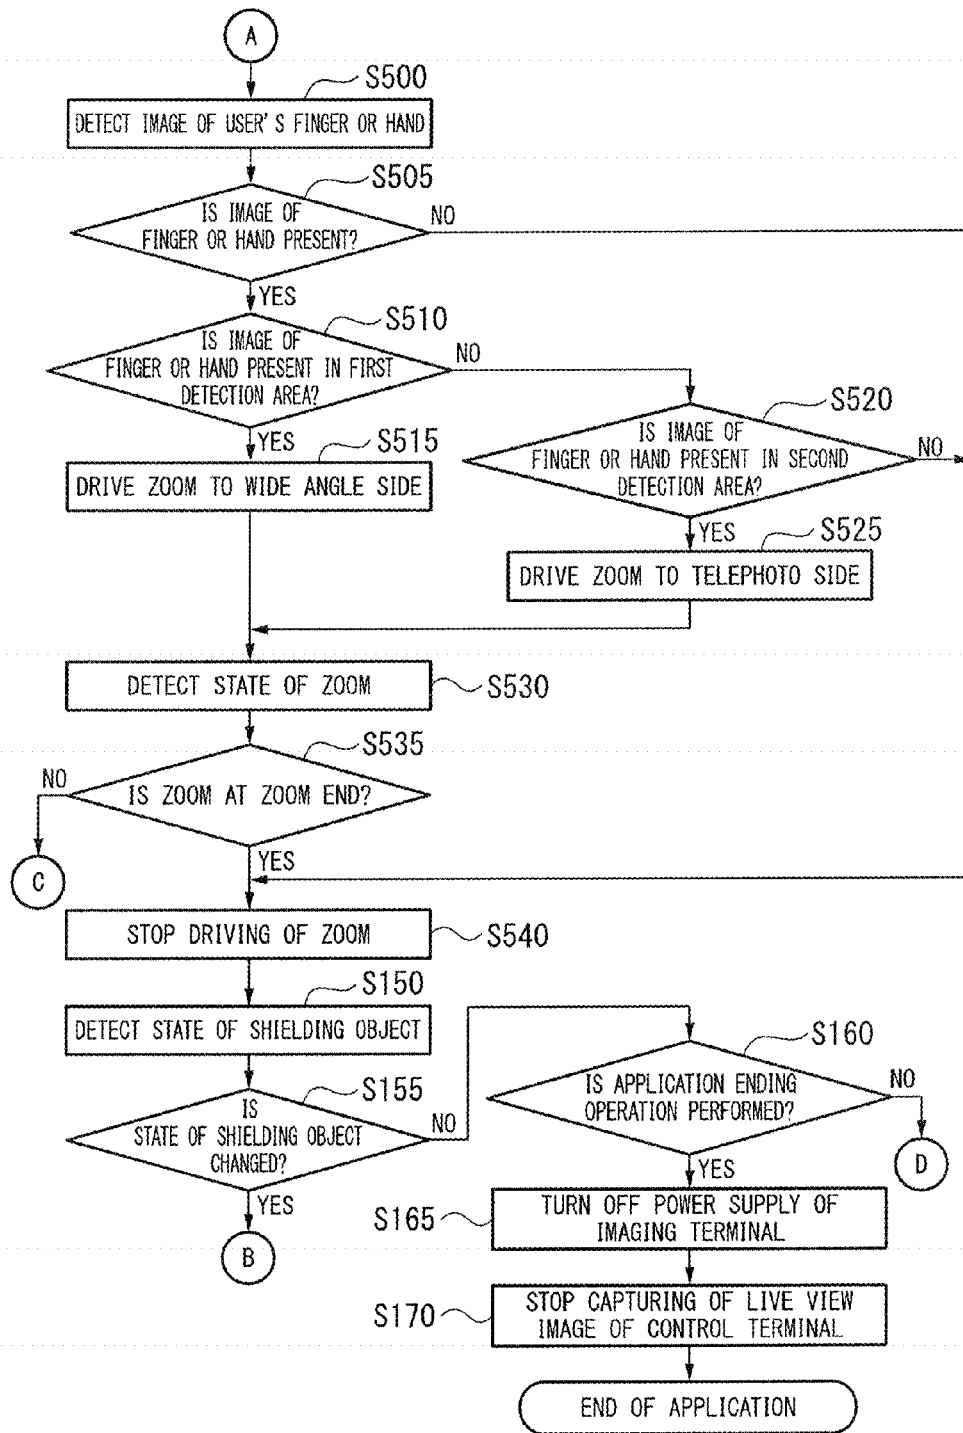 A
S500
DETECT IMAGE OF USER'S FINGER OR HAND
S505
IS IMAGE OF
FINGER OR HAND PRESENT?
NO
YES
S510
IS IMAGE OF
FINGER OR HAND PRESENT IN FIRST
DETECTION AREA?
NO
YES
S515
DRIVE ZOOM TO WIDE ANGLE SIDE
S520
IS IMAGE OF
FINGER OR HAND PRESENT IN SECOND
DETECTION AREA?
NO
YES
S525
DRIVE ZOOM TO TELEPHOTO SIDE
DETECT STATE OF ZOOM
S530
S535
IS ZOOM AT ZOOM END?
NO
YES
C
STOP DRIVING OF ZOOM
S540
S150
DETECT STATE OF SHIELDING OBJECT
S155
IS
STATE OF SHIELDING OBJECT
CHANGED?
NO
YES
B
S160
IS APPLICATION ENDING
OPERATION PERFORMED?
NO
YES
D
S165
TURN OFF POWER SUPPLY OF
IMAGING TERMINAL
S170
STOP CAPTURING OF LIVE VIEW
IMAGE OF CONTROL TERMINAL
END OF APPLICATION